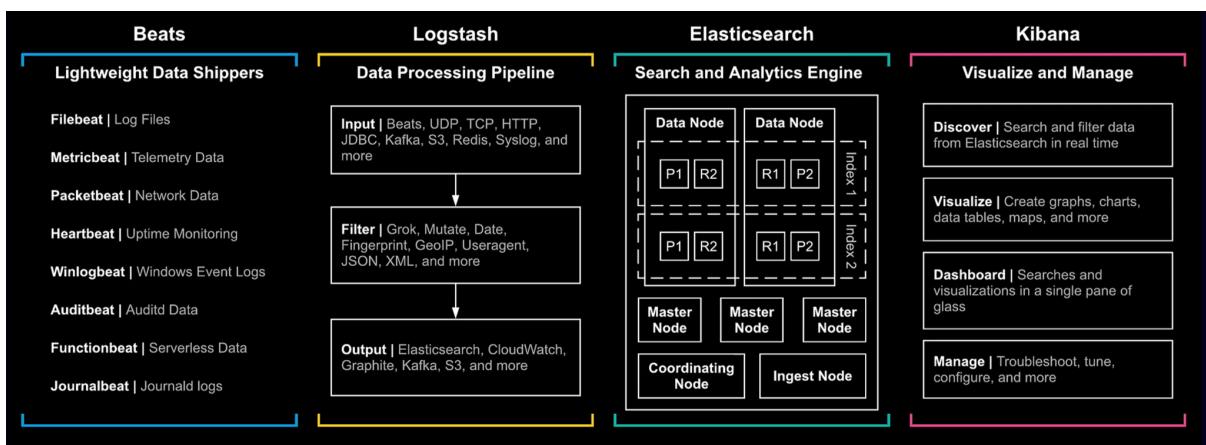 Beats
Lightweight Data Shippers
Filebeat | Log Files
Metricbeat | Telemetry Data
Packetbeat | Network Data
Heartbeat | Uptime Monitoring
Winlogbeat | Windows Event Logs
Auditbeat | Auditd Data
Functionbeat | Serverless Data
Journalbeat | Journald logs
Logstash
Data Processing Pipeline
Input | Beats, UDP, TCP, HTTP,
JDBC, Kafka, S3, Redis, Syslog, and
more
Filter | Grok, Mutate, Date,
Fingerprint, GeoIP, Useragent,
JSON, XML, and more
Output | Elasticsearch, CloudWatch,
Graphite, Kafka, S3, and more
Elasticsearch
Search and Analytics Engine
Data Node
Data Node
P1 R2 R1 P2
Index 1
P1 R2 R1 P2
Index 2
Master
Node
Master
Node
Master
Node
Coordinating
Node
Ingest Node
Kibana
Visualize and Manage
Discover | Search and filter data
from Elasticsearch in real time
Visualize | Create graphs, charts,
data tables, maps, and more
Dashboard | Searches and
visualizations in a single pane of
glass
Manage | Troubleshoot, tune,
configure, and more